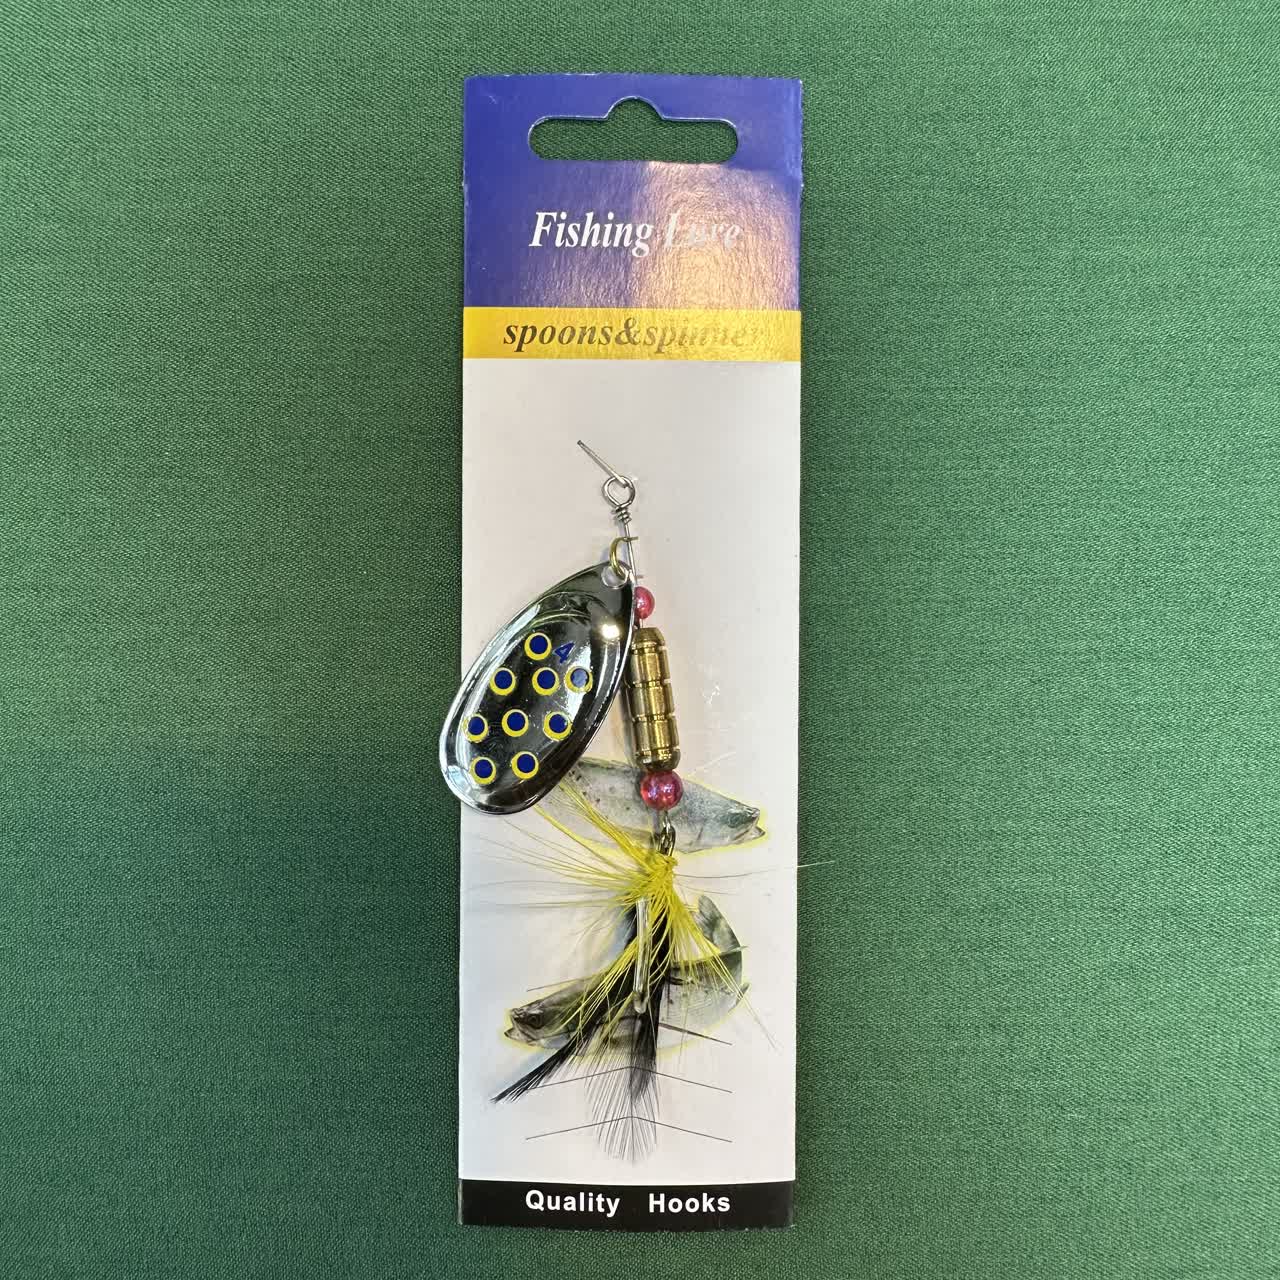 Fishing Lure
spoons&spinner
4
Quality Hooks